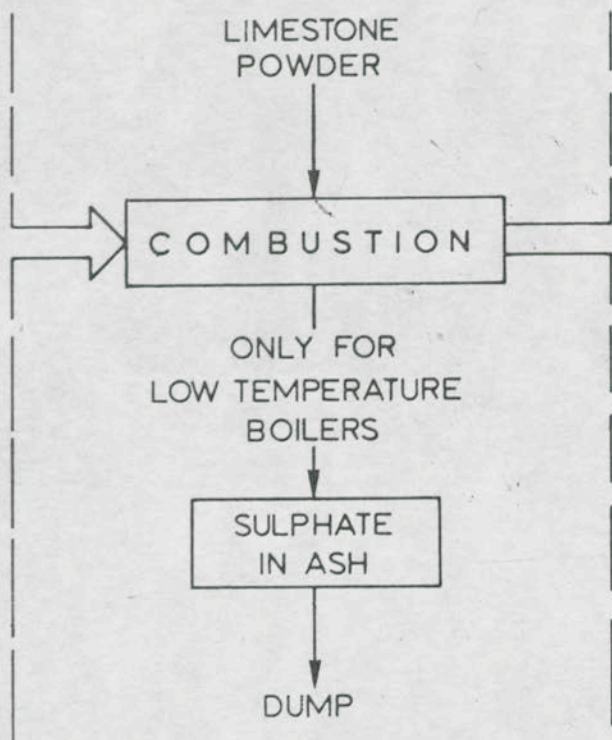 LIMESTONE
POWDER
COMBUSTION
ONLY FOR
LOW TEMPERATURE
BOILERS
SULPHATE
IN ASH
DUMP